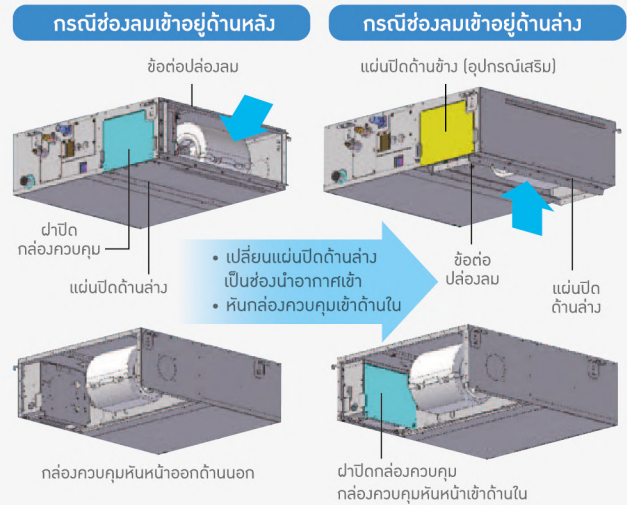 กรณีช่องลมเข้าอยู่ด้านหลัง
ข้อต่อปล่องลม
ฝาปิด
กล่องควบคุม
แผ่นปิดด้านล่าง
กรณีช่องลมเข้าอยู่ด้านล่าง
แผ่นปิดด้านข้าง (อุปกรณ์เสริม)
ข้อต่อ
ปล่องลม
แผ่นปิด
ด้านล่าง
• เปลี่ยนแผ่นปิดด้านล่าง
เป็นช่องนำอากาศเข้า
• หันกล่องควบคุมเข้าด้านใน
กล่องควบคุมหันหน้าออกด้านนอก
ฝาปิดกล่องควบคุม
กล่องควบคุมหันหน้าเข้าด้านใน